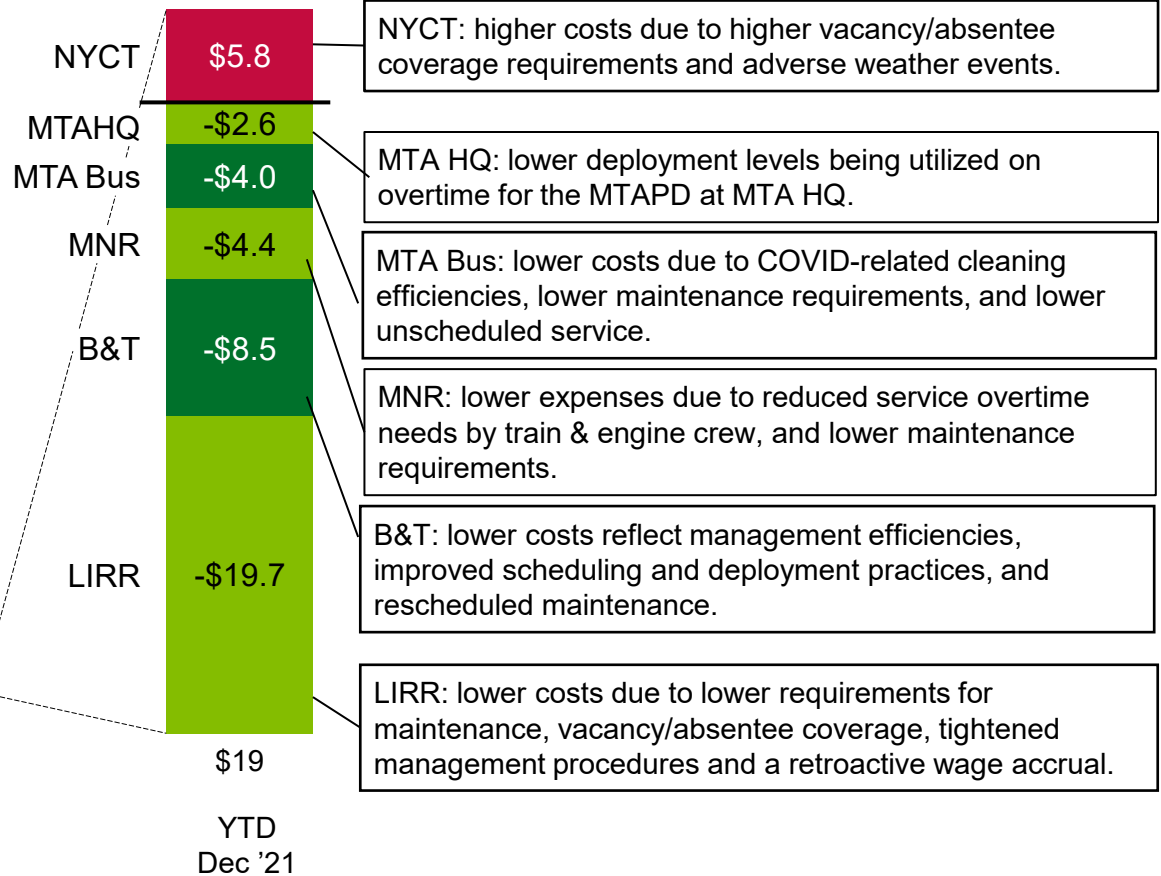 NYCT
$5.8
NYCT: higher costs due to higher vacancy/absentee
coverage requirements and adverse weather events.
MTAHQ
-$2.6
MTA HQ: lower deployment levels being utilized on
overtime for the MTAPD at MTA HQ.
MTA Bus
-$4.0
MTA Bus: lower costs due to COVID-related cleaning
efficiencies, lower maintenance requirements, and lower
unscheduled service.
MNR
-$4.4
MNR: lower expenses due to reduced service overtime
needs by train & engine crew, and lower maintenance
requirements.
B&T
-$8.5
B&T: lower costs reflect management efficiencies,
improved scheduling and deployment practices, and
rescheduled maintenance.
LIRR
-$19.7
LIRR: lower costs due to lower requirements for
maintenance, vacancy/absentee coverage, tightened
management procedures and a retroactive wage accrual.
$19
YTD
Dec ’21